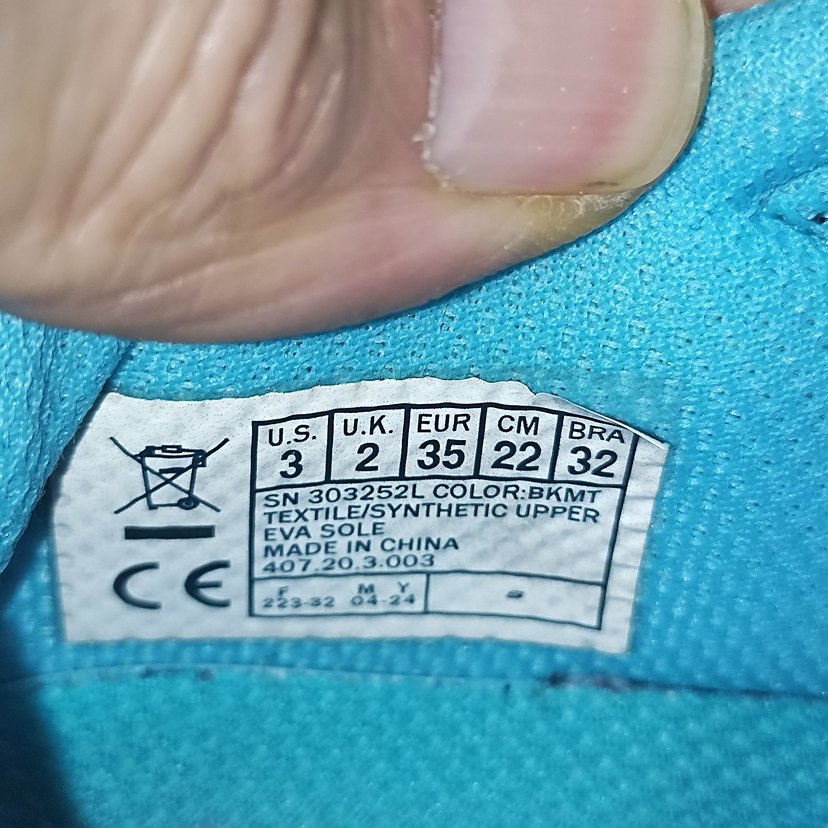 U.S. U.K. EUR CM BRA
3 2 35 22 32
SN 303252L COLOR:BKMT
TEXTILE/SYNTHETIC UPPER
EVA SOLE
MADE IN CHINA
407.20.3.003
F M Y
223-32 04-24
CE